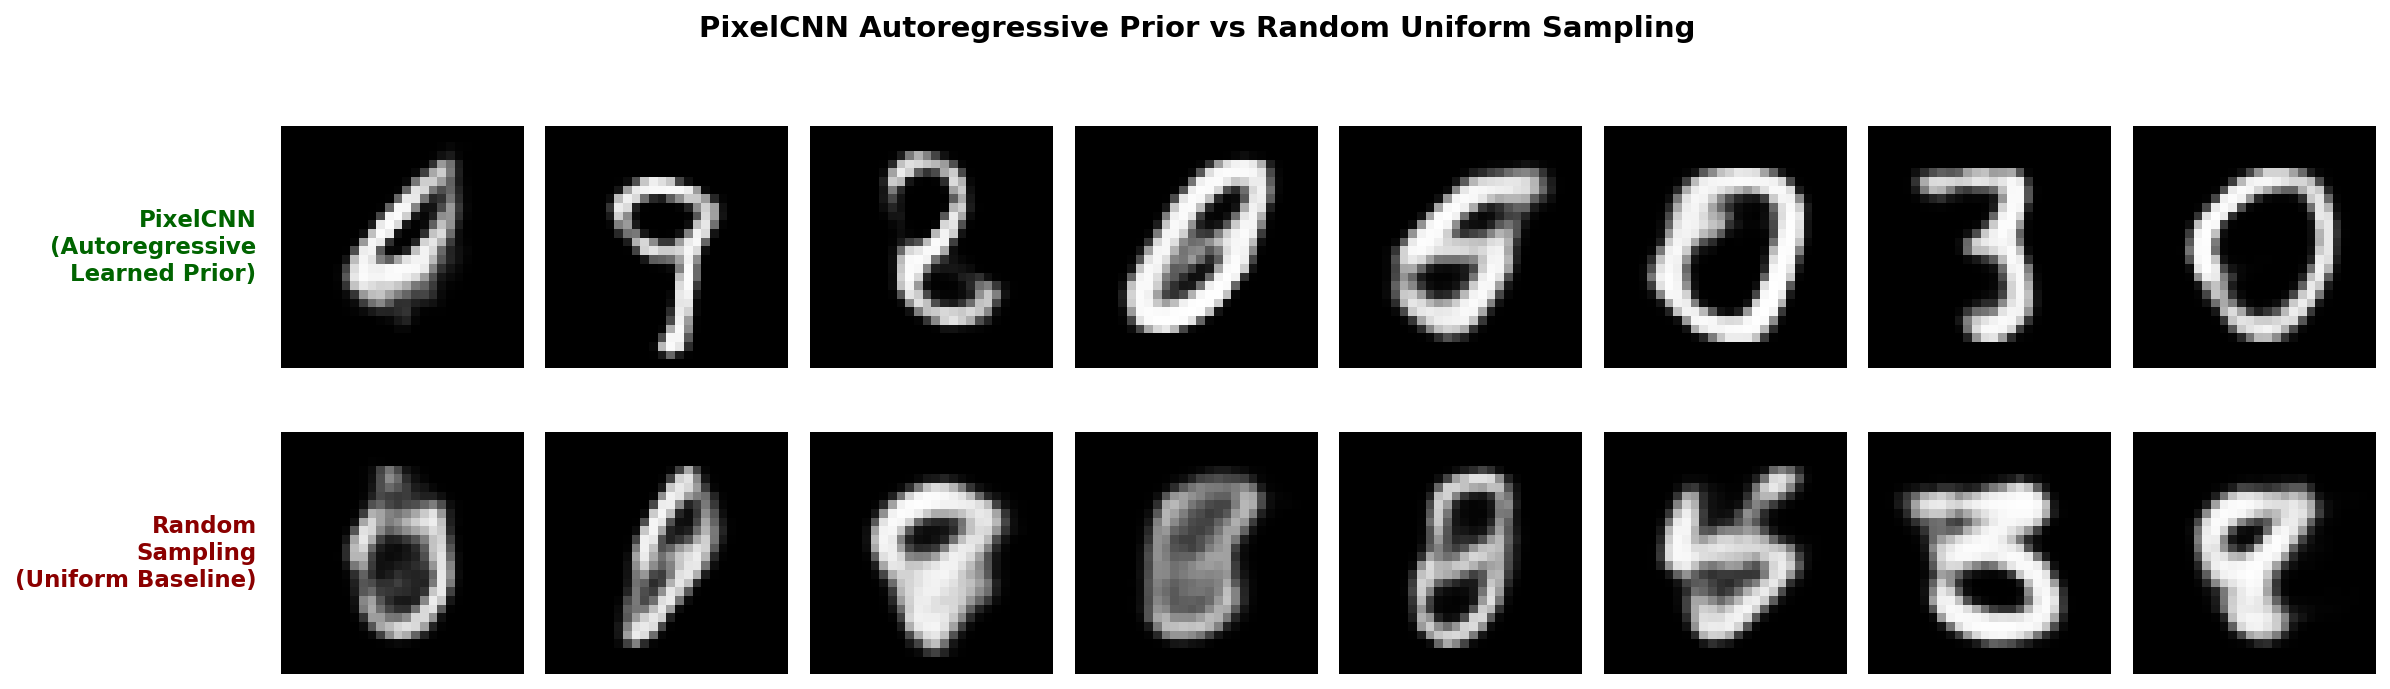 PixelCNN Autoregressive Prior vs Random Uniform Sampling
PixelCNN
(Autoregressive
Learned Prior)
Random
Sampling
(Uniform Baseline)